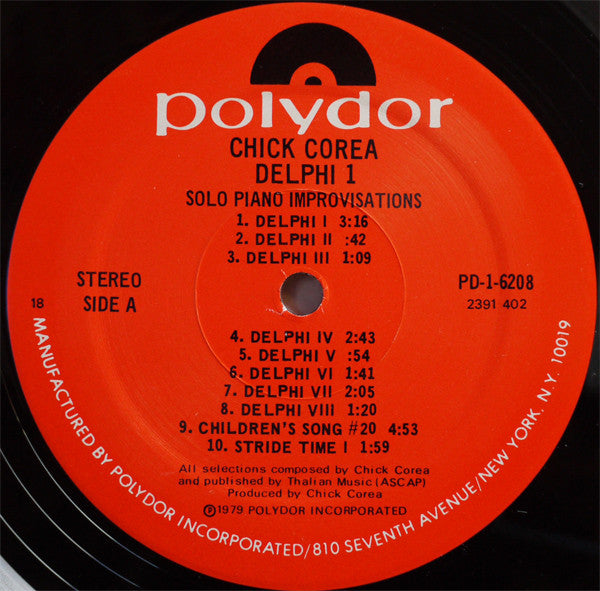 polydor
CHICK COREA
DELPHI 1
SOLO PIANO IMPROVISATIONS
1. DELPHI I 3:16
2. DELPHI II :42
3. DELPHI III 1:09
STEREO
SIDE A
18
PD-1-6208
2391 402
4. DELPHI IV 2:43
5. DELPHI V :54
6. DELPHI VI 1:41
7. DELPHI VII 2:05
8. DELPHI VIII 1:20
9. CHILDREN'S SONG #20 4:53
10. STRIDE TIME I 1:59
All selections composed by Chick Corea
and published by Thalian Music (ASCAP)
Produced by Chick Corea
℗1979 POLYDOR INCORPORATED
MANUFACTURED BY POLYDOR INCORPORATED/810 SEVENTH AVENUE/NEW YORK. N.Y. 10019